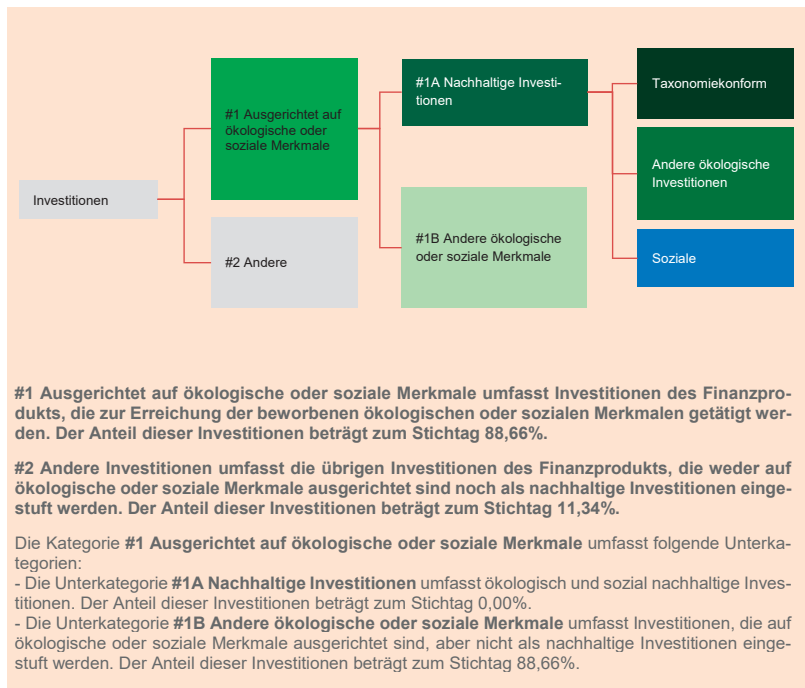 Investitionen
#1 Ausgerichtet auf
ökologische oder
soziale Merkmale
#2 Andere
#1A Nachhaltige Investi-
tionen
#1B Andere ökologische
oder soziale Merkmale
Taxonomiekonform
Andere ökologische
Investitionen
Soziale
#1 Ausgerichtet auf ökologische oder soziale Merkmale umfasst Investitionen des Finanzpro-
dukts, die zur Erreichung der beworbenen ökologischen oder sozialen Merkmalen getätigt wer-
den. Der Anteil dieser Investitionen beträgt zum Stichtag 88,66%.
#2 Andere Investitionen umfasst die übrigen Investitionen des Finanzprodukts, die weder auf
ökologische oder soziale Merkmale ausgerichtet sind noch als nachhaltige Investitionen einge-
stuft werden. Der Anteil dieser Investitionen beträgt zum Stichtag 11,34%.
Die Kategorie #1 Ausgerichtet auf ökologische oder soziale Merkmale umfasst folgende Unterka-
tegorien:
- Die Unterkategorie #1A Nachhaltige Investitionen umfasst ökologisch und sozial nachhaltige Inves-
titionen. Der Anteil dieser Investitionen beträgt zum Stichtag 0,00%.
- Die Unterkategorie #1B Andere ökologische oder soziale Merkmale umfasst Investitionen, die auf
ökologische oder soziale Merkmale ausgerichtet sind, aber nicht als nachhaltige Investitionen einge-
stuft werden. Der Anteil dieser Investitionen beträgt zum Stichtag 88,66%.